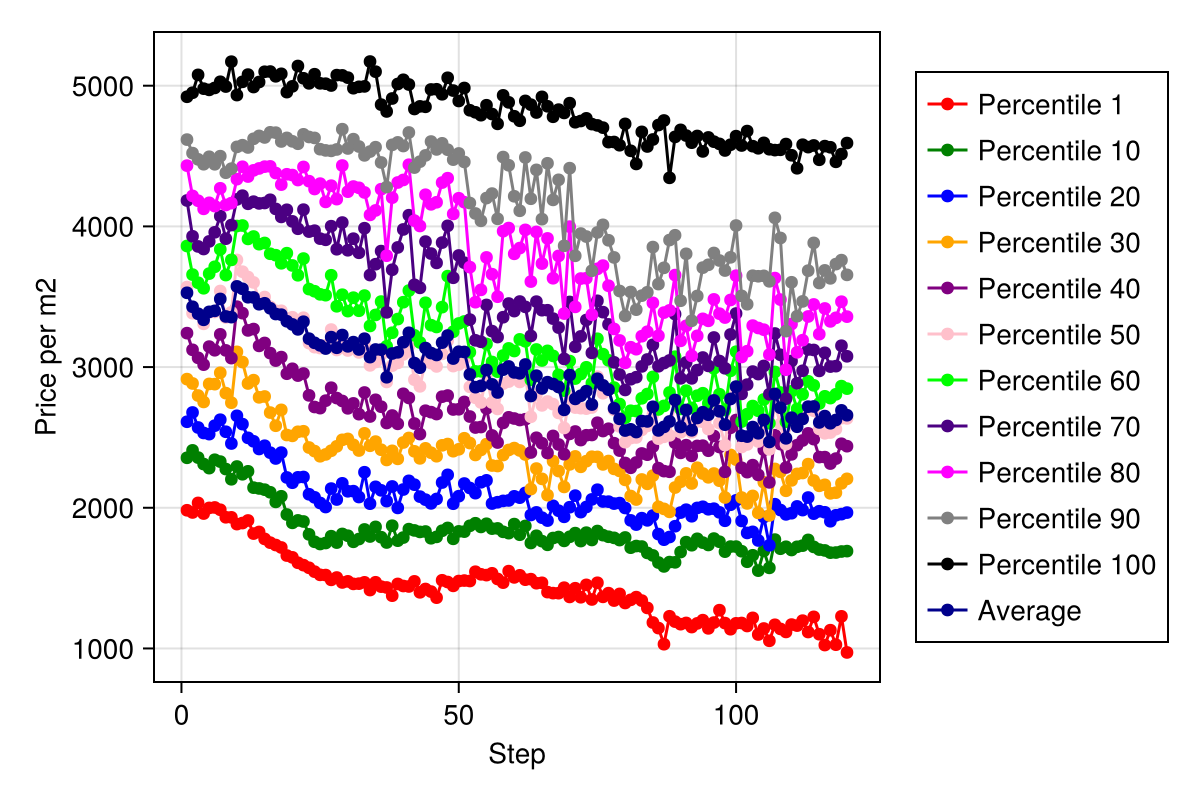 5000
4000
3000
2000
1000
Price per m2
0 50 100
Step
Percentile 1
Percentile 10
Percentile 20
Percentile 30
Percentile 40
Percentile 50
Percentile 60
Percentile 70
Percentile 80
Percentile 90
Percentile 100
Average